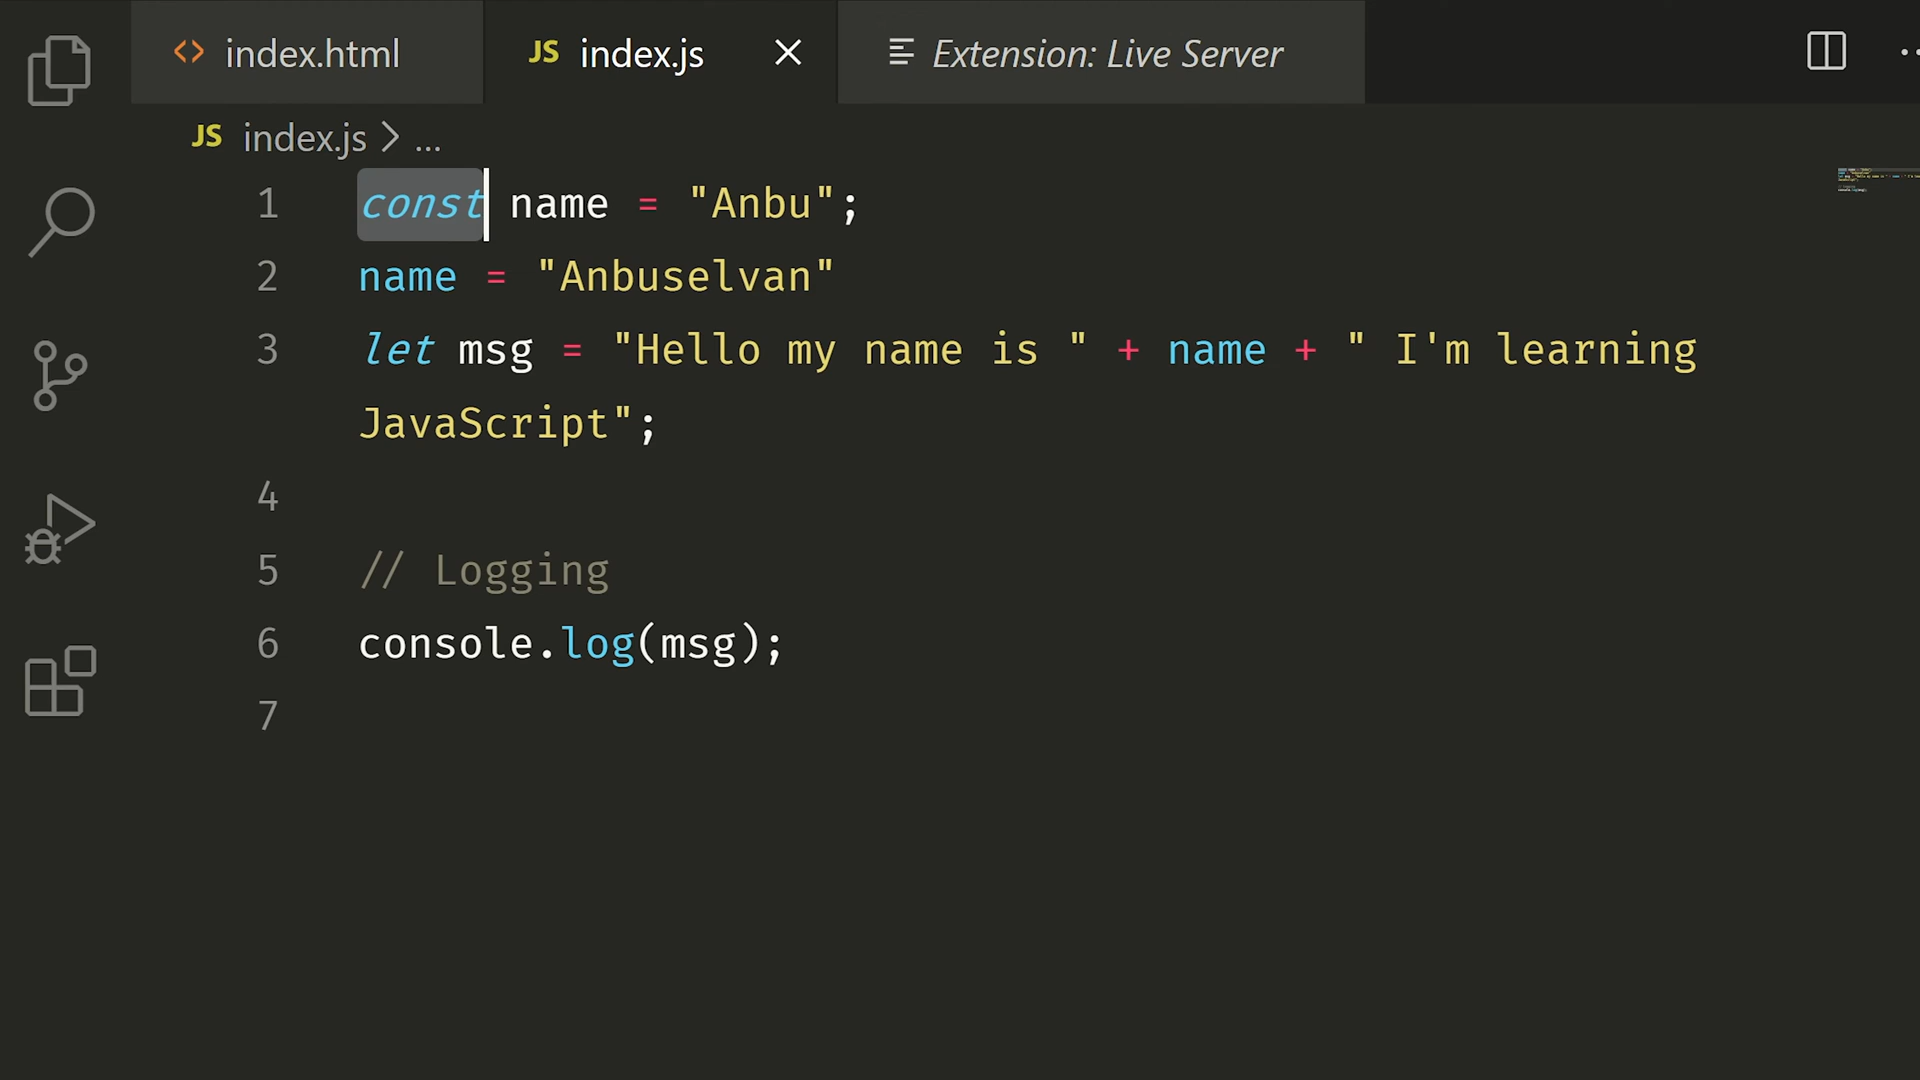 index.html
JS index.js
Extension: Live Server
JS index.js > ...
1 const name = "Anbu";
2 name = "Anbuselvan"
3 let msg = "Hello my name is " + name + " I'm learning
JavaScript";
4
5 // Logging
6 console.log(msg);
7